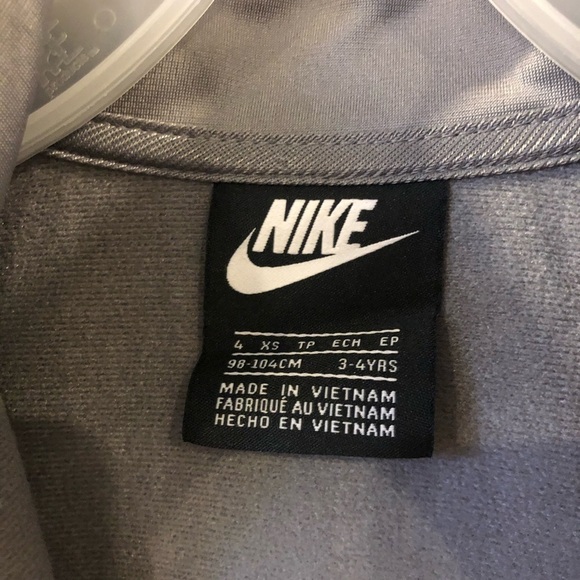 NIKE
4 XS TP ECH EP
98-104CM 3-4YRS
MADE IN VIETNAM
FABRIQUÉ AU VIETNAM
HECHO EN VIETNAM